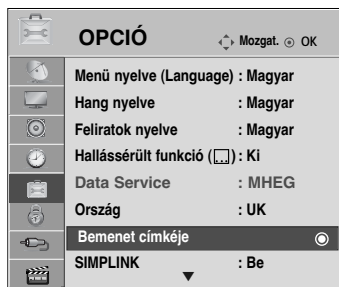 OPCIÓ Mozgat. OK
Menü nyelve (Language) : Magyar
Hang nyelve : Magyar
Feliratok nyelve : Magyar
Hallássérült funkció ( ) : Ki
Data Service : MHEG
Ország : UK
Bemenet címkéje
SIMPLINK : Be